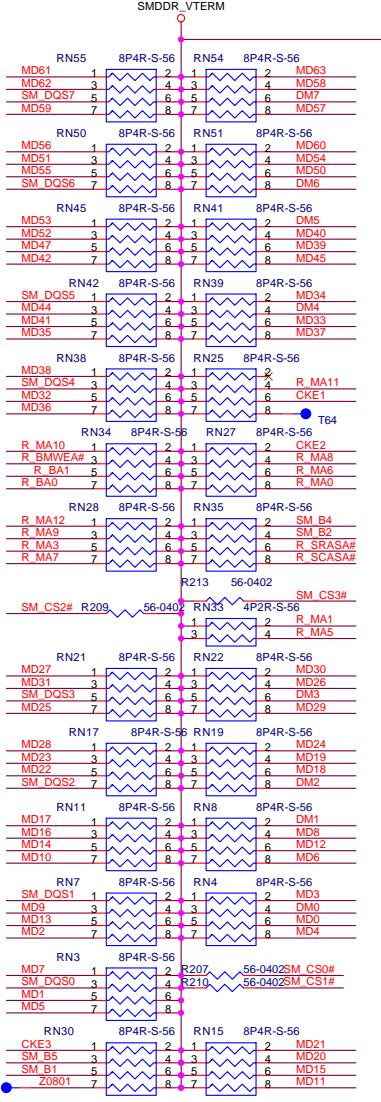 SMDDR_VTERM
RN55 8P4R-S-56 RN54 8P4R-S-56
MD61 1 2 1 2 MD63
MD62 3 4 3 4 MD58
SM_DQS7 5 6 5 6 DM7
MD59 7 8 7 8 MD57
RN50 8P4R-S-56 RN51 8P4R-S-56
MD56 1 2 1 2 MD60
MD51 3 4 3 4 MD54
MD55 5 6 5 6 MD50
SM_DQS6 7 8 7 8 DM6
RN45 8P4R-S-56 RN41 8P4R-S-56
MD53 1 2 1 2 DM5
MD52 3 4 3 4 MD40
MD47 5 6 5 6 MD39
MD42 7 8 7 8 MD45
RN42 8P4R-S-56 RN39 8P4R-S-56
SM_DQS5 1 2 1 2 MD34
MD44 3 4 3 4 DM4
MD41 5 6 5 6 MD33
MD35 7 8 7 8 MD37
RN38 8P4R-S-56 RN25 8P4R-S-56
MD38 1 2 1 2
SM_DQS4 3 4 3 4 R_MA11
MD32 5 6 5 6 CKE1
MD36 7 8 7 8 T64
RN34 8P4R-S-56 RN27 8P4R-S-56
R_MA10 1 2 1 2 CKE2
R_BMWEA# 3 4 3 4 R_MA8
R_BA1 5 6 5 6 R_MA6
R_BA0 7 8 7 8 R_MA0
RN28 8P4R-S-56 RN35 8P4R-S-56
R_MA12 1 2 1 2 SM_B4
R_MA9 3 4 3 4 SM_B2
R_MA3 5 6 5 6 R_SRASA#
R_MA7 7 8 7 8 R_SCASA#
R213 56-0402 SM_CS3#
SM_CS2# R209 56-0402 RN33 4P2R-S-56
1 2 R_MA1
3 4 R_MA5
RN21 8P4R-S-56 RN22 8P4R-S-56
MD27 1 2 1 2 MD30
MD31 3 4 3 4 MD26
SM_DQS3 5 6 5 6 DM3
MD25 7 8 7 8 MD29
RN17 8P4R-S-56 RN19 8P4R-S-56
MD28 1 2 1 2 MD24
MD23 3 4 3 4 MD19
MD22 5 6 5 6 MD18
SM_DQS2 7 8 7 8 DM2
RN11 8P4R-S-56 RN8 8P4R-S-56
MD17 1 2 1 2 DM1
MD16 3 4 3 4 MD8
MD14 5 6 5 6 MD12
MD10 7 8 7 8 MD6
RN7 8P4R-S-56 RN4 8P4R-S-56
SM_DQS1 1 2 1 2 MD3
MD9 3 4 3 4 DM0
MD13 5 6 5 6 MD0
MD2 7 8 7 8 MD4
RN3 8P4R-S-56
MD7 1 2 R207 56-0402 SM_CS0#
SM_DQS0 3 4 R210 56-0402 SM_CS1#
MD1 5 6
MD5 7 8
RN30 8P4R-S-56 RN15 8P4R-S-56
CKE3 1 2 1 2 MD21
SM_B5 3 4 3 4 MD20
SM_B1 5 6 5 6 MD15
Z0801 7 8 7 8 MD11